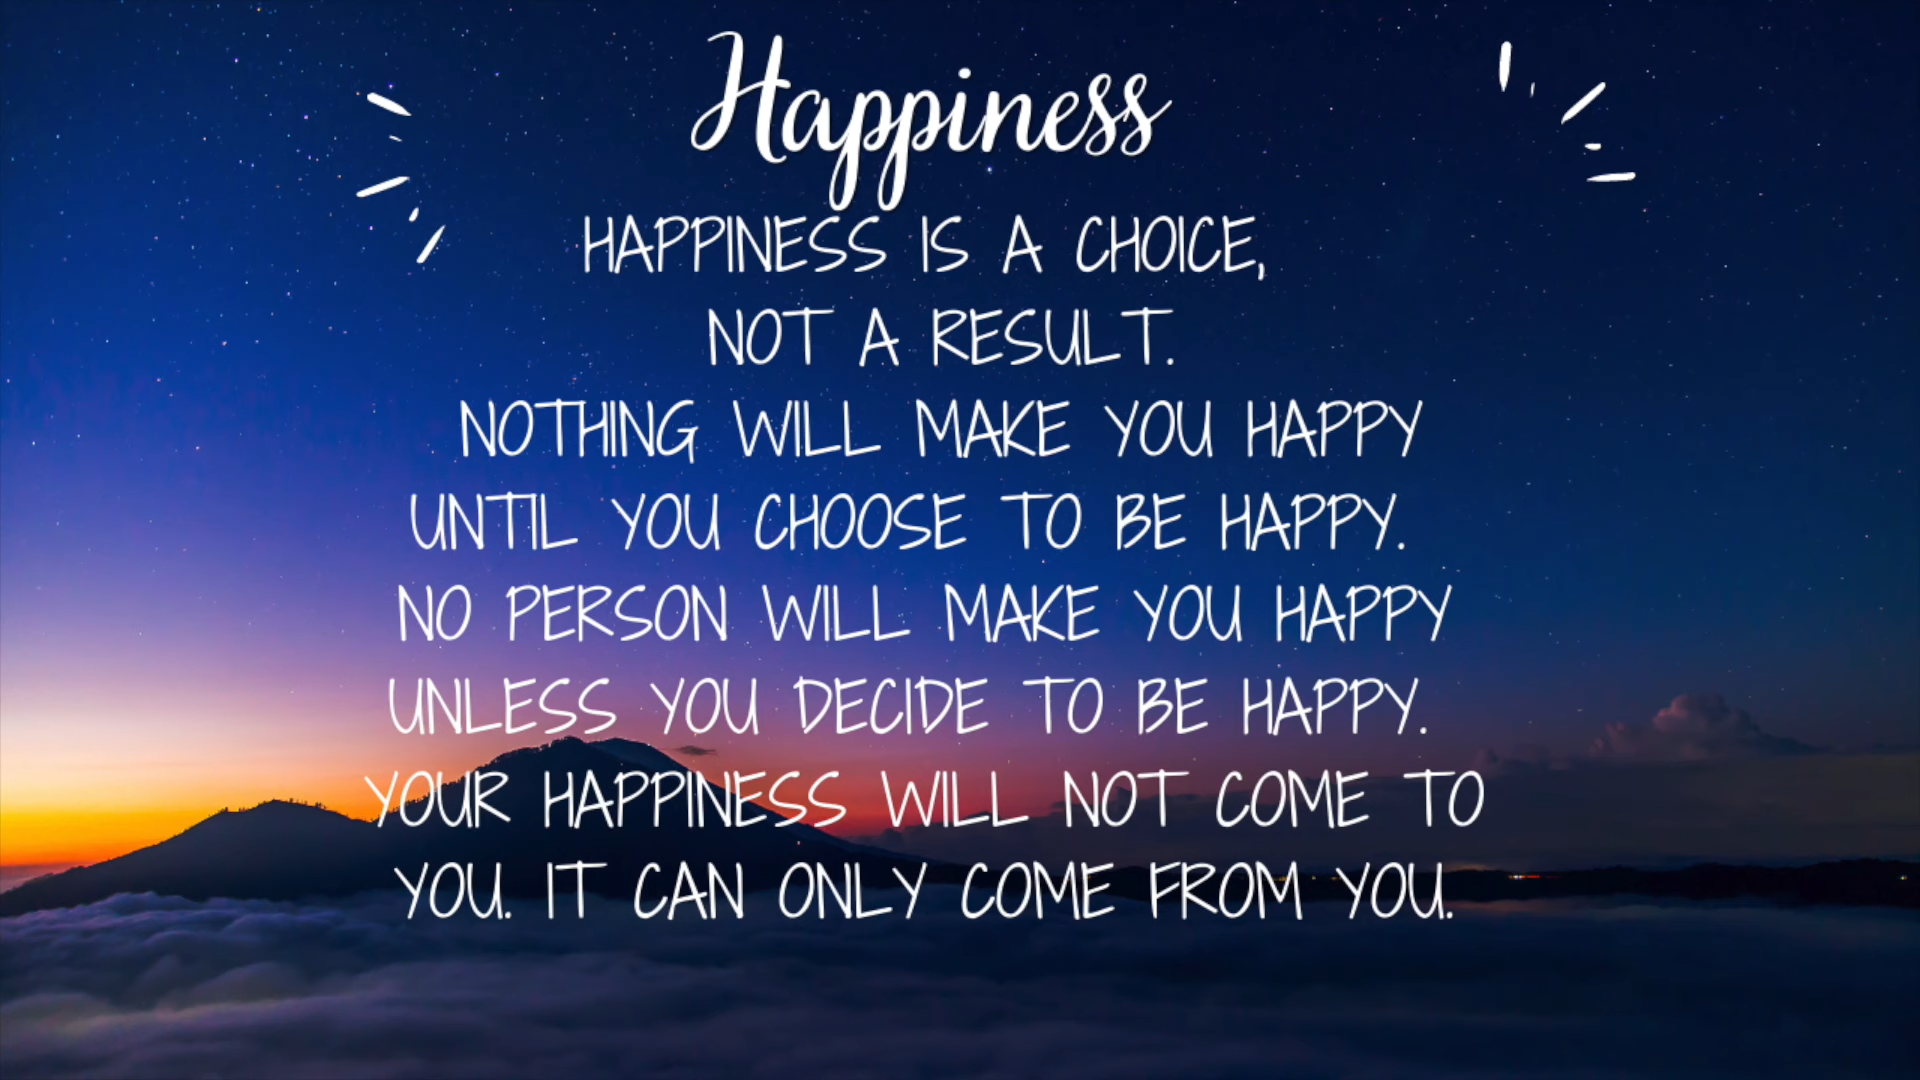 Happiness
HAPPINESS IS A CHOICE,
NOT A RESULT.
NOTHING WILL MAKE YOU HAPPY
UNTIL YOU CHOOSE TO BE HAPPY.
NO PERSON WILL MAKE YOU HAPPY
UNLESS YOU DECIDE TO BE HAPPY.
YOUR HAPPINESS WILL NOT COME TO
YOU. IT CAN ONLY COME FROM YOU.